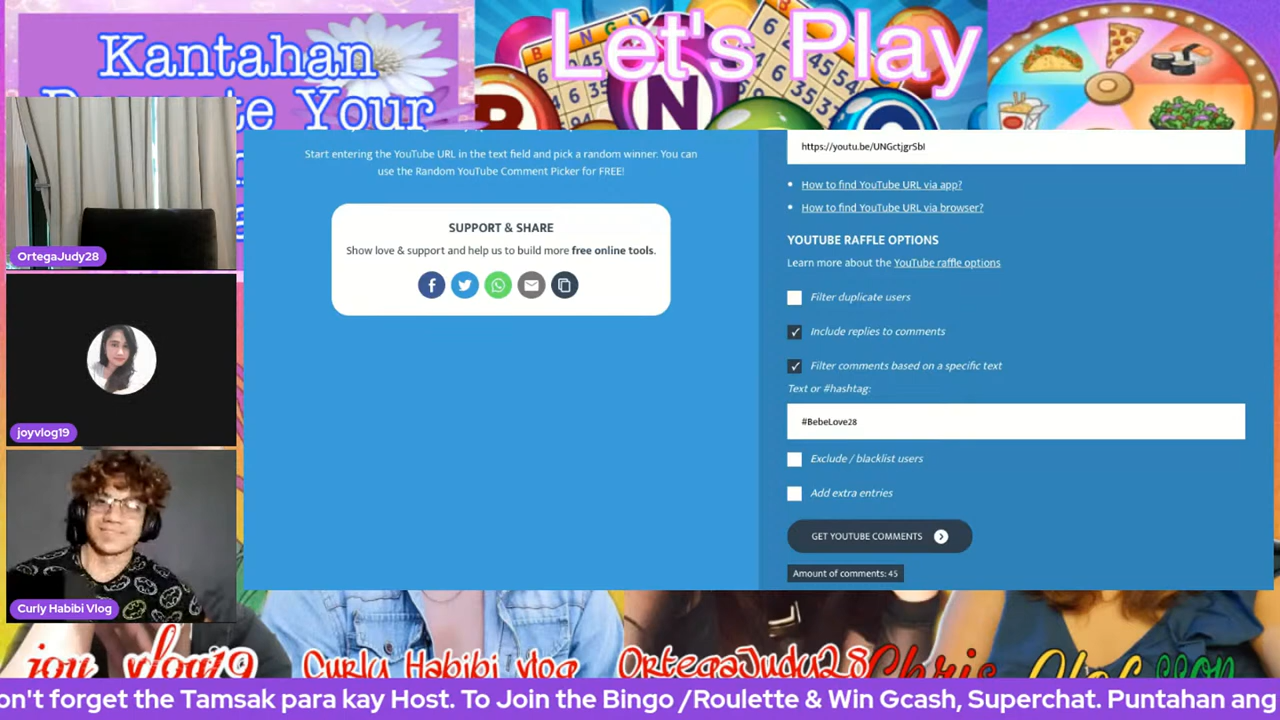 Kantahan
Let's Play
te Your
B
N
Start entering the YouTube URL in the text field and pick a random winner. You can
use the Random YouTube Comment Picker for FREE!
SUPPORT & SHARE
Show love & support and help us to build more free online tools.
https://youtu.be/UNGctjgrSbI
How to find YouTube URL via app?
How to find YouTube URL via browser?
YOUTUBE RAFFLE OPTIONS
Learn more about the YouTube raffle options
Filter duplicate users
Include replies to comments
Filter comments based on a specific text
Text or #hashtag:
#BebeLove28
Exclude / blacklist users
Add extra entries
GET YOUTUBE COMMENTS
Amount of comments: 45
OrtegaJudy28
joyvlog19
Curly Habibi Vlog
joy vlog19
Curly Habibi vlog
OrtegaJudy28
Chris
on't forget the Tamsak para kay Host. To Join the Bingo /Roulette & Win Gcash, Superchat. Puntahan ang